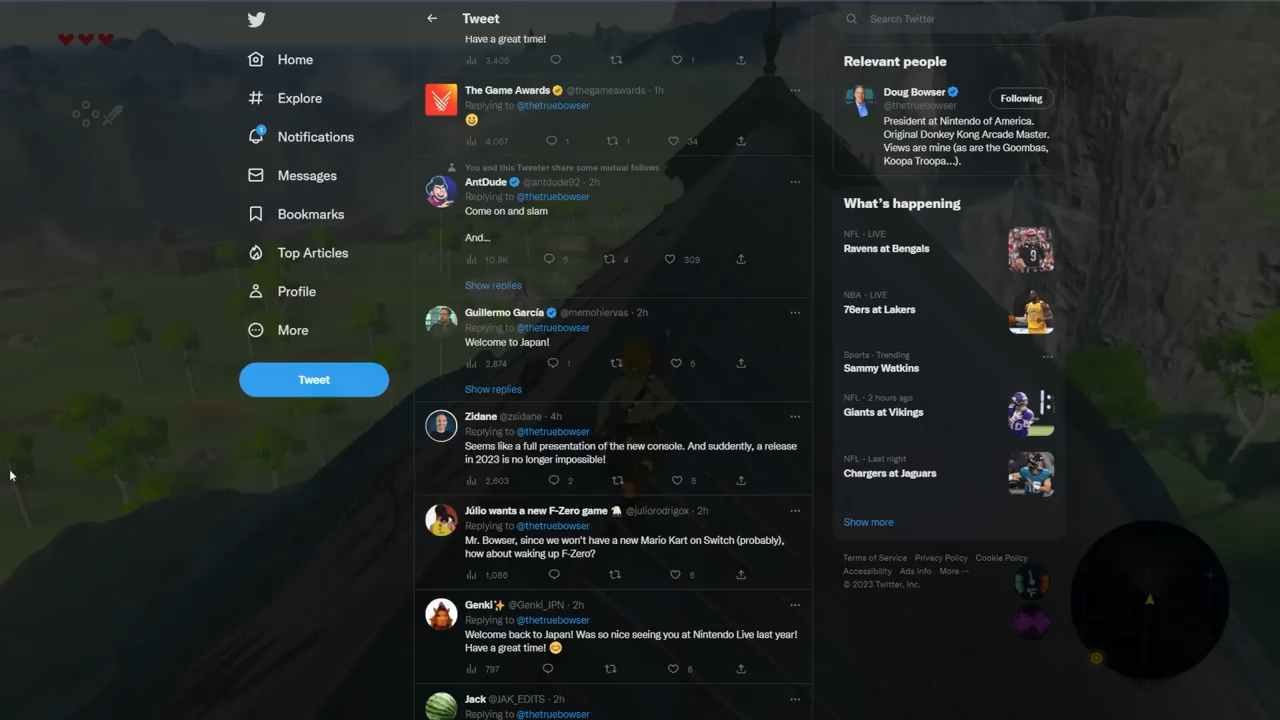 Home
Explore
1
Notifications
Messages
Bookmarks
Top Articles
Profile
More
Tweet
Tweet
Have a great time!
3,406 1
The Game Awards @thegameawards · 1h
Replying to @thetruebowser
4,067 1 1 34
You and this Tweeter share some mutual follows
AntDude @antdude92 · 2h
Replying to @thetruebowser
Come on and slam
And...
10.9K 6 4 309
Show replies
Guillermo García @memohiervas · 2h
Replying to @thetruebowser
Welcome to Japan!
2,874 1 5
Show replies
Zidane @zsidane · 4h
Replying to @thetruebowser
Seems like a full presentation of the new console. And suddently, a release
in 2023 is no longer impossible!
2,603 2 5
Júlio wants a new F-Zero game @juliorodrigox · 2h
Replying to @thetruebowser
Mr. Bowser, since we won't have a new Mario Kart on Switch (probably),
how about waking up F-Zero?
1,086 6
Genki✨ @Genki_JPN · 2h
Replying to @thetruebowser
Welcome back to Japan! Was so nice seeing you at Nintendo Live last year!
Have a great time! 😊
797 6
Jack @JAK_EDITS · 2h
Replying to @thetruebowser
Search Twitter
Relevant people
Doug Bowser
@thetruebowser
Following
President at Nintendo of America.
Original Donkey Kong Arcade Master.
Views are mine (as are the Goombas,
Koopa Troopa...).
What's happening
NFL · LIVE
Ravens at Bengals
NBA · LIVE
76ers at Lakers
Sports · Trending
Sammy Watkins
NFL · 2 hours ago
Giants at Vikings
NFL · Last night
Chargers at Jaguars
Show more
Terms of Service Privacy Policy Cookie Policy
Accessibility Ads info More ···
© 2023 Twitter, Inc.